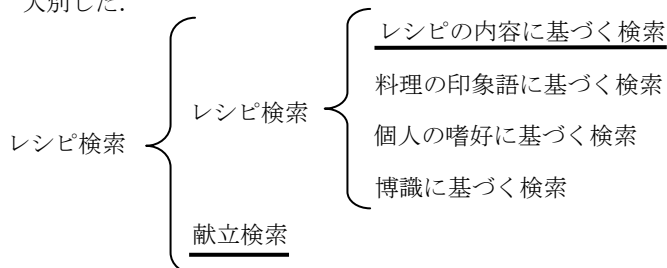 大別した.
レシピの内容に基づく検索
料理の印象語に基づく検索
レシピ検索
個人の嗜好に基づく検索
レシピ検索
博識に基づく検索
献立検索